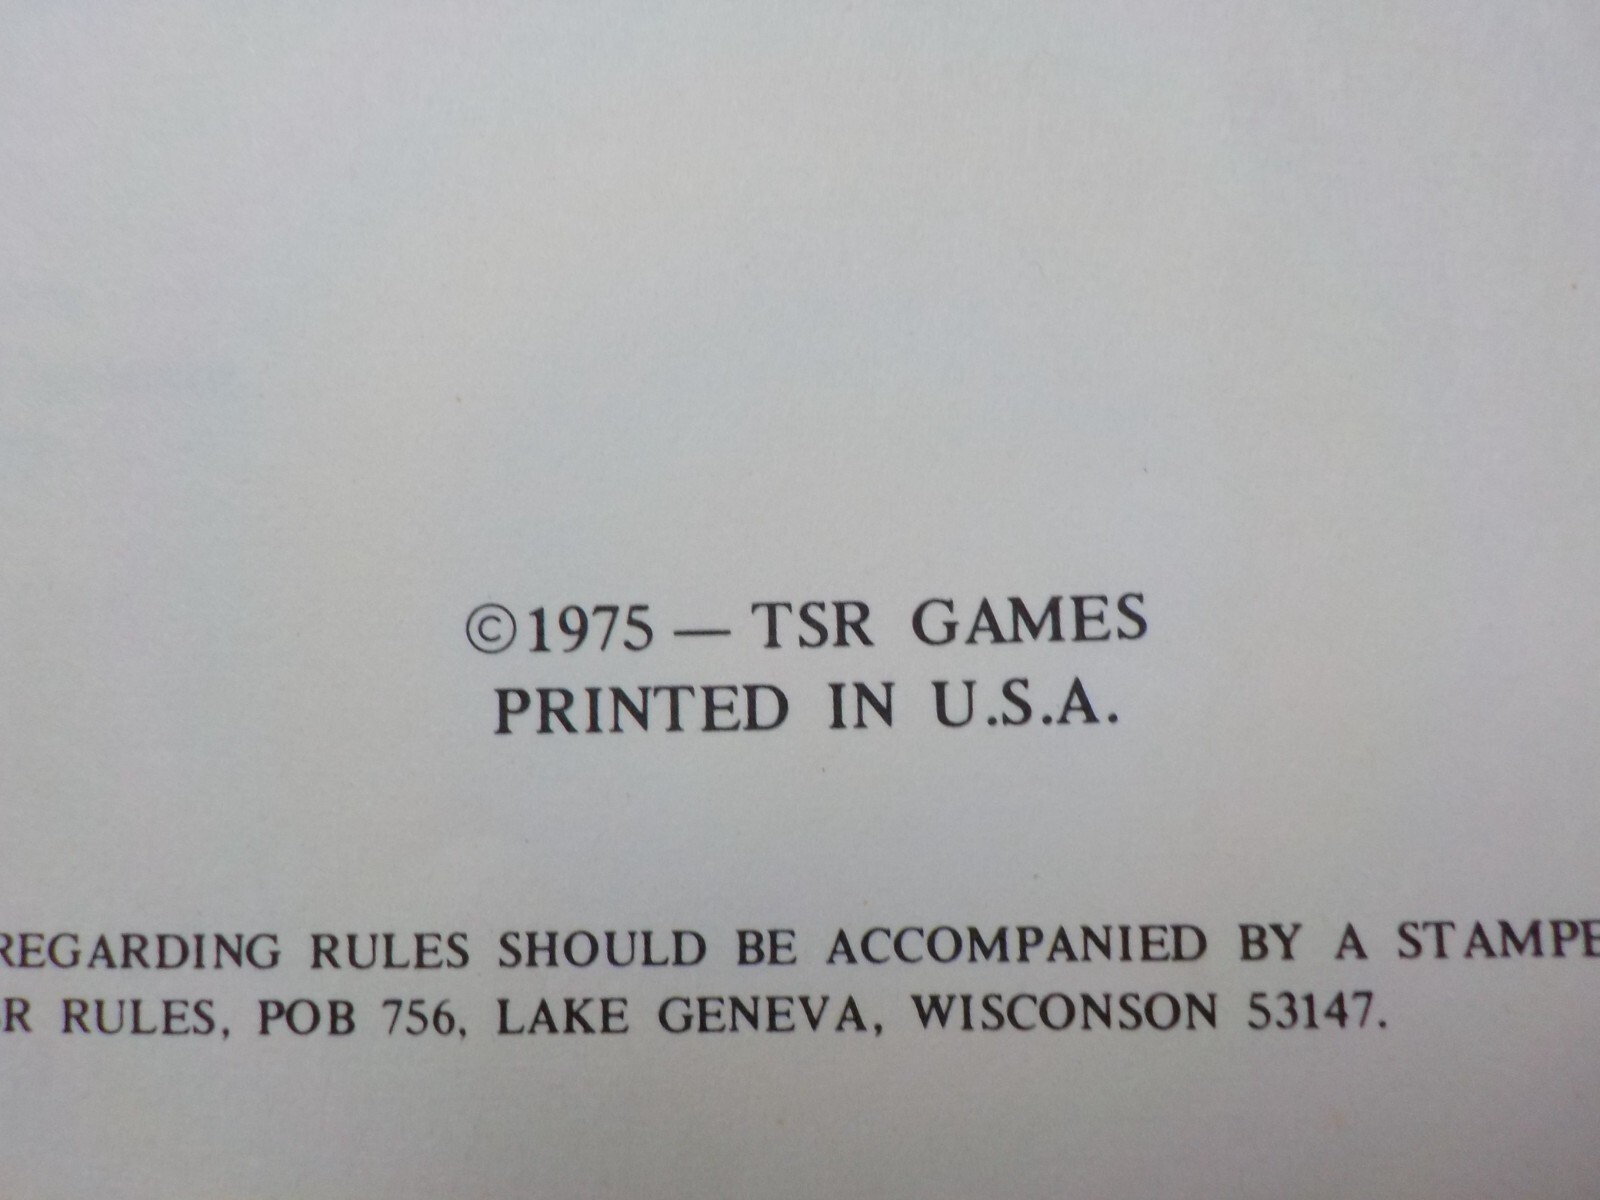 ©1975 — TSR GAMES
PRINTED IN U.S.A.
REGARDING RULES SHOULD BE ACCOMPANIED BY A STAMPE
SR RULES, POB 756, LAKE GENEVA, WISCONSON 53147.